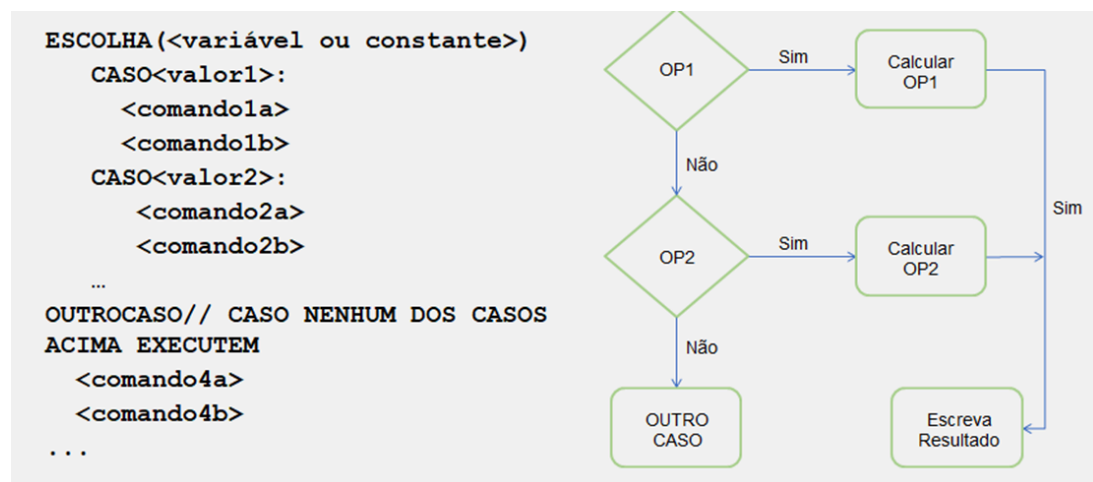 ESCOLHA(<variável ou constante>)
CASO<valor1>:
<comando1a>
<comando1b>
CASO<valor2>:
<comando2a>
<comando2b>
…
OUTROCASO// CASO NENHUM DOS CASOS
ACIMA EXECUTEM
<comando4a>
<comando4b>
...
OP1
Sim
Calcular
OP1
Não
Sim
OP2
Sim
Calcular
OP2
Não
OUTRO
CASO
Escreva
Resultado